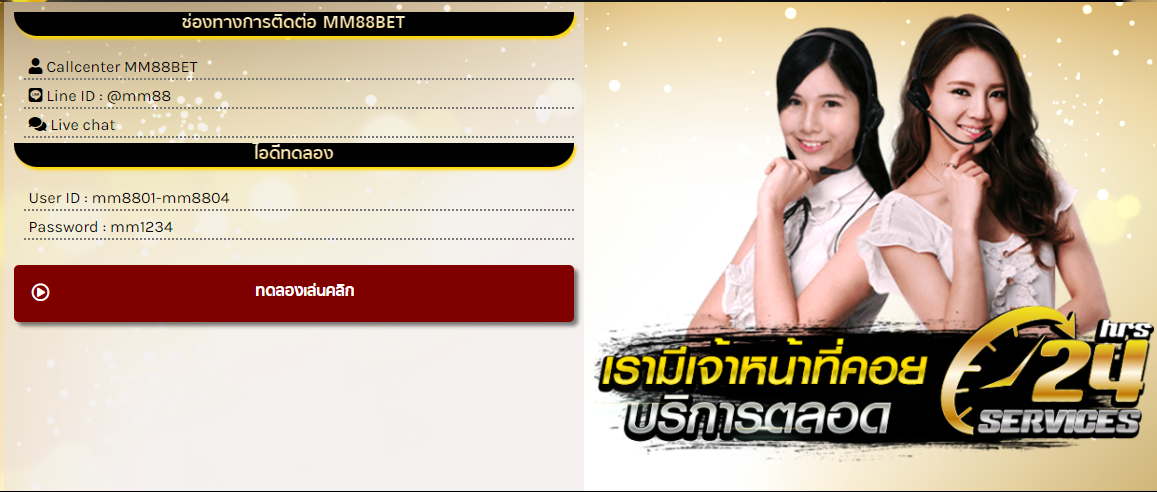 ช่องทางการติดต่อ MM88BET
Callcenter MM88BET
Line ID : @mm88
Live chat
ไอดีทดลอง
User ID : mm8801-mm8804
Password : mm1234
ทดลองเล่นคลิก
เรามีเจ้าหน้าที่คอย
บริการตลอด
24 hrs
SERVICES